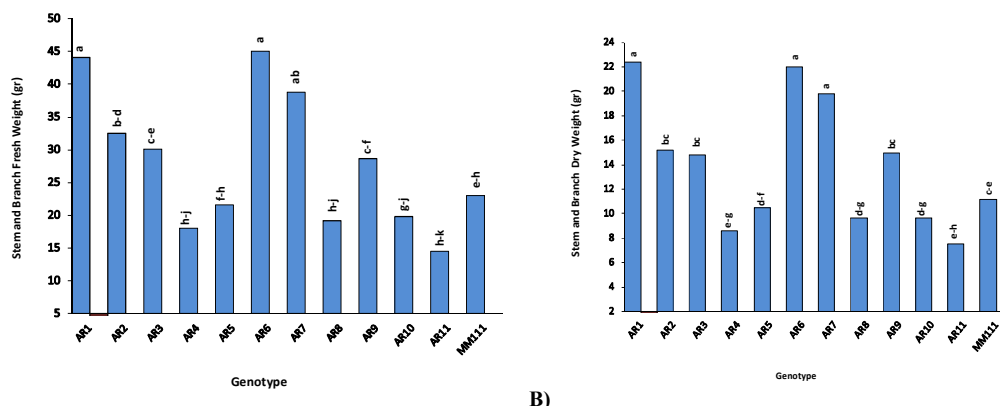 Stem and Branch Fresh Weight (gr)
50
45
40
35
30
25
20
15
10
5
a
b-d
c-e
h-j
f-h
a
ab
h-j
c-f
g-j
h-k
e-h
AR1
AR2
AR3
AR4
AR5
AR6
AR7
AR8
AR9
AR10
AR11
MM111
Genotype
Stem and Branch Dry Weight (gr)
24
22
20
18
16
14
12
10
8
6
4
2
a
bc
bc
e-g
d-f
a
a
d-g
bc
d-g
e-h
c-e
AR1
AR2
AR3
AR4
AR5
AR6
AR7
AR8
AR9
AR10
AR11
MM111
Genotype
B)